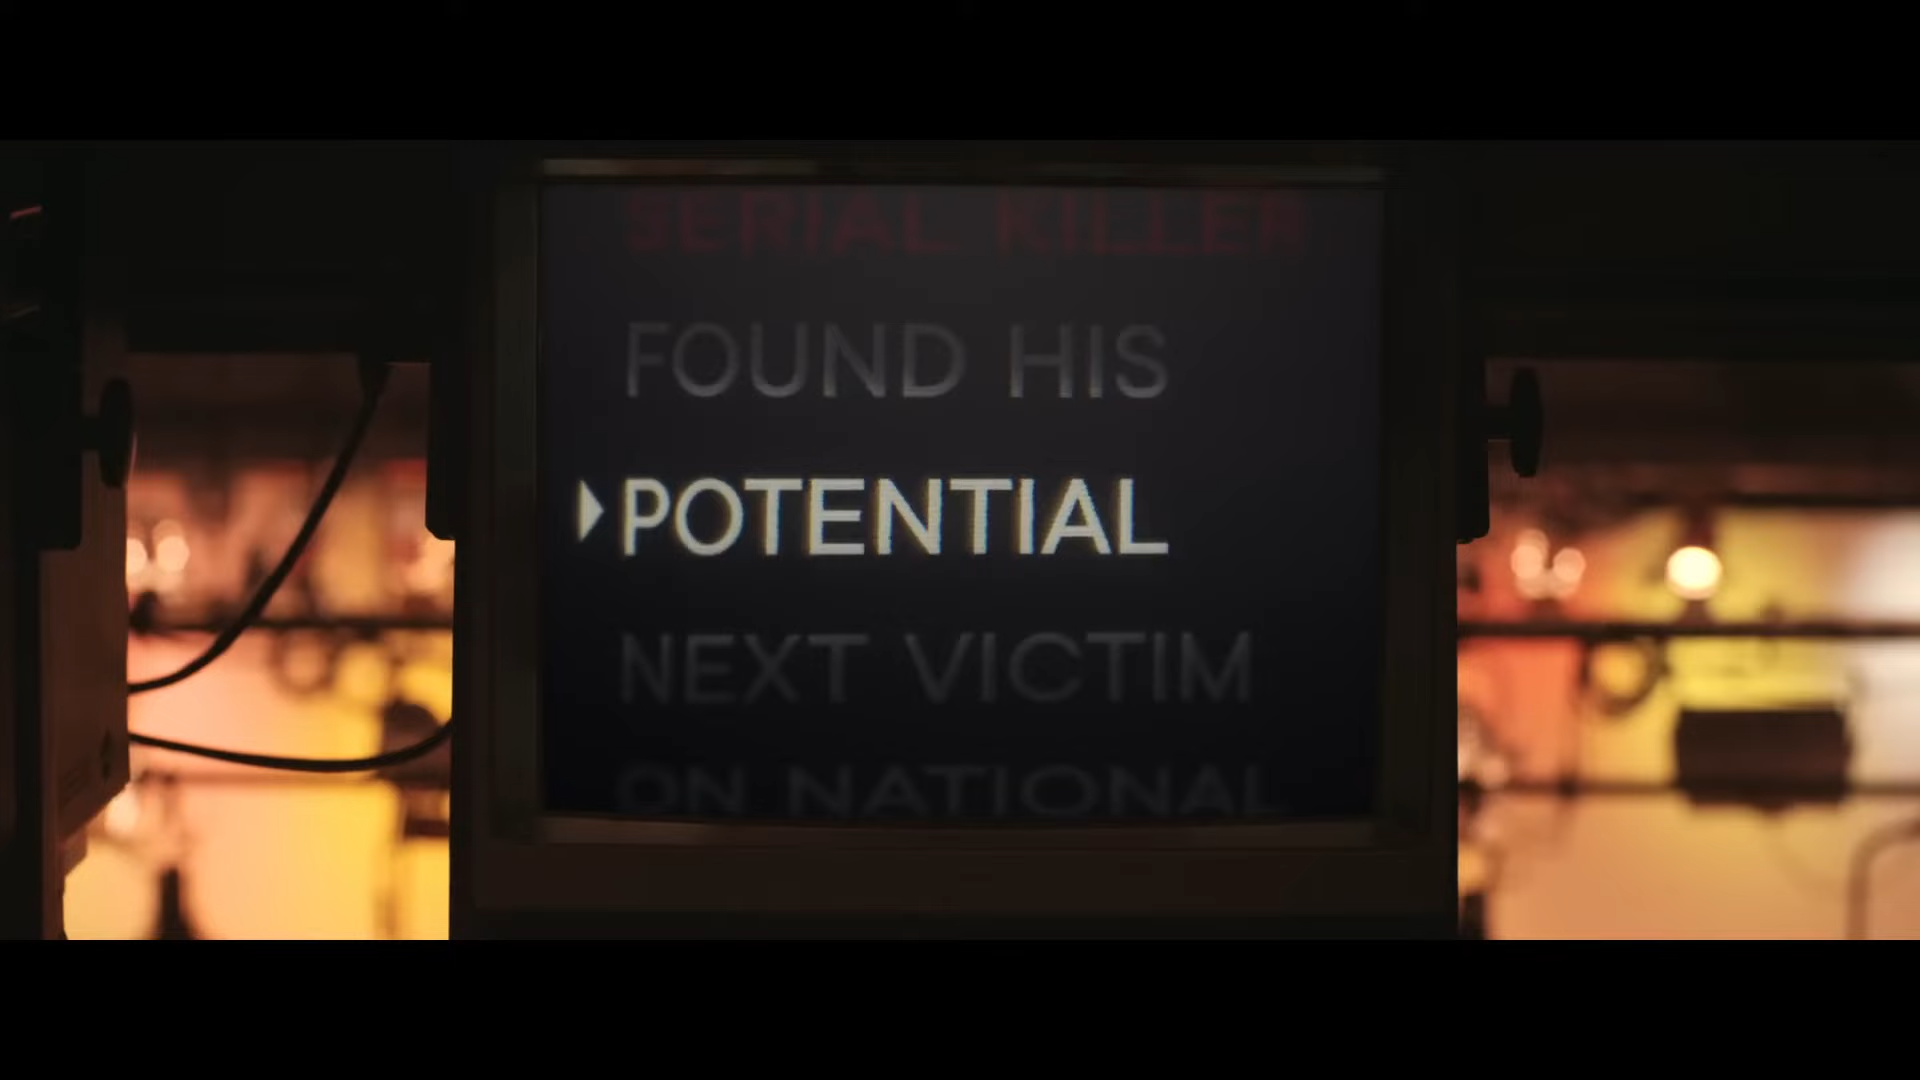 SERIAL KILLER
FOUND HIS
POTENTIAL
NEXT VICTIM
ON NATIONAL